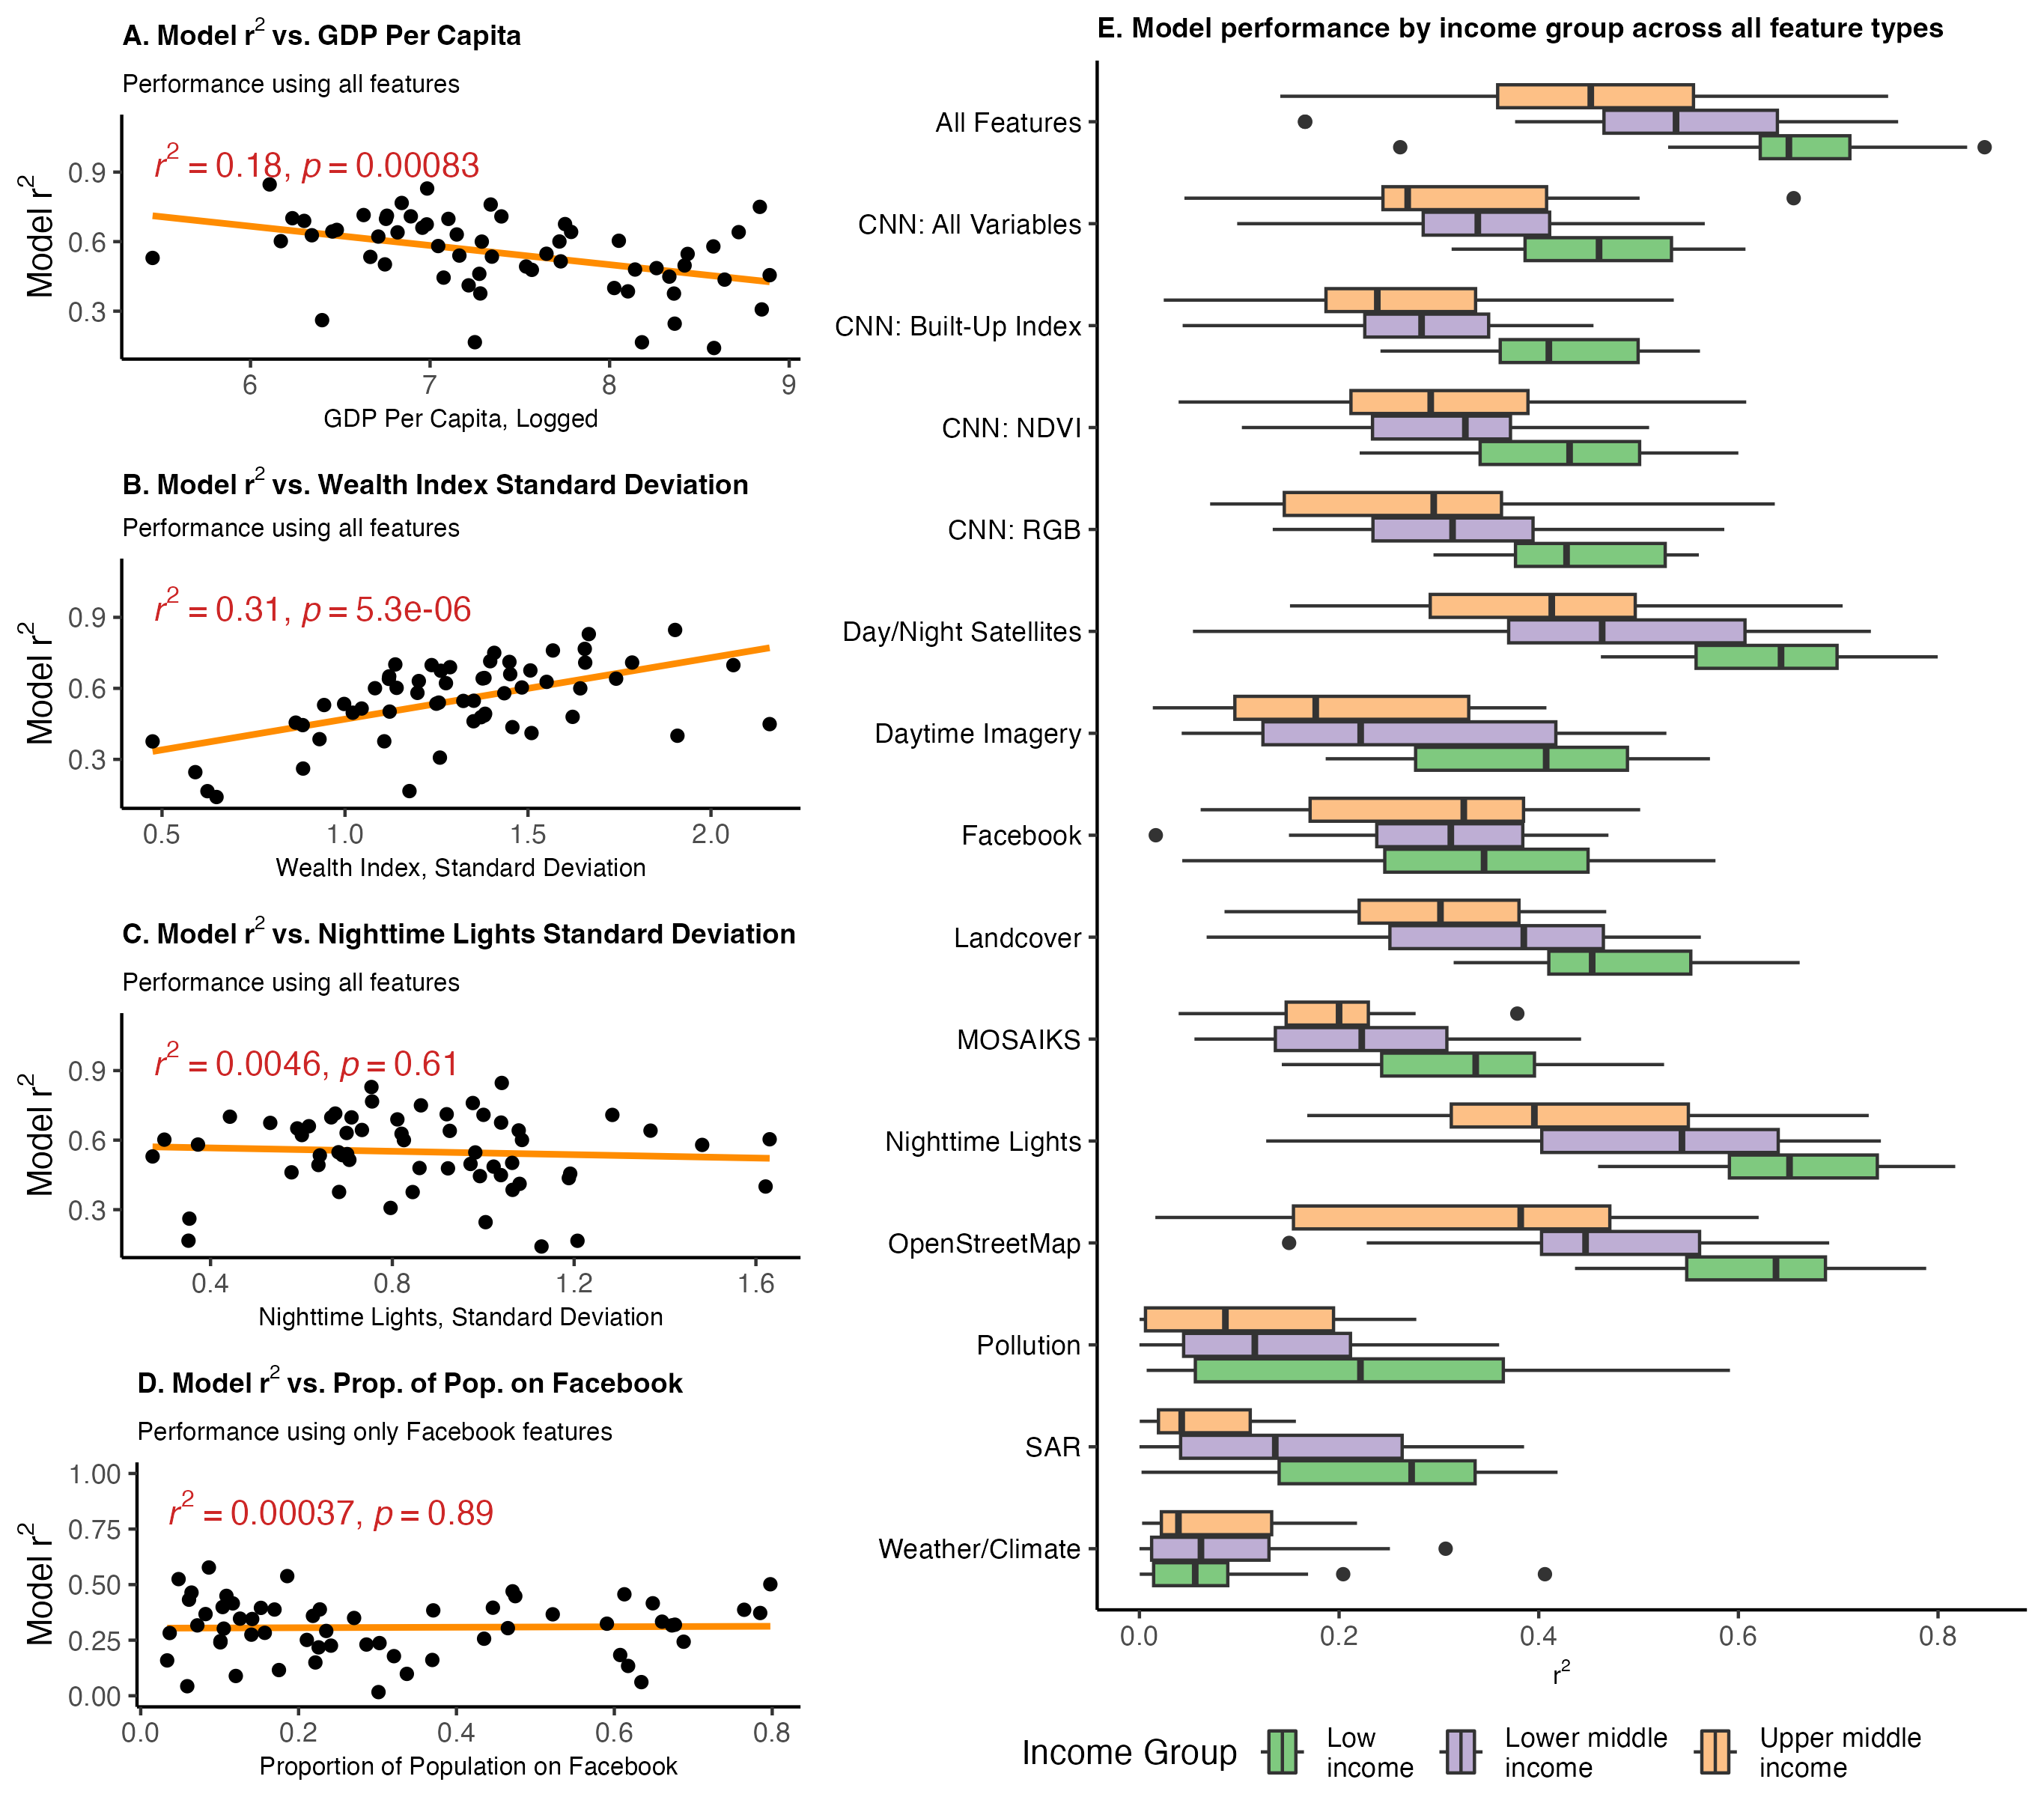 A. Model r² vs. GDP Per Capita
Performance using all features
r² = 0.18, p = 0.00083
0.9
0.6
0.3
Model r²
6 7 8 9
GDP Per Capita, Logged
B. Model r² vs. Wealth Index Standard Deviation
Performance using all features
r² = 0.31, p = 5.3e-06
0.9
0.6
0.3
Model r²
0.5 1.0 1.5 2.0
Wealth Index, Standard Deviation
C. Model r² vs. Nighttime Lights Standard Deviation
Performance using all features
r² = 0.0046, p = 0.61
0.9
0.6
0.3
Model r²
0.4 0.8 1.2 1.6
Nighttime Lights, Standard Deviation
D. Model r² vs. Prop. of Pop. on Facebook
Performance using only Facebook features
r² = 0.00037, p = 0.89
1.00
0.75
0.50
0.25
0.00
Model r²
0.0 0.2 0.4 0.6 0.8
Proportion of Population on Facebook
E. Model performance by income group across all feature types
All Features
CNN: All Variables
CNN: Built-Up Index
CNN: NDVI
CNN: RGB
Day/Night Satellites
Daytime Imagery
Facebook
Landcover
MOSAIKS
Nighttime Lights
OpenStreetMap
Pollution
SAR
Weather/Climate
0.0 0.2 0.4 0.6 0.8
r²
Income Group
Low
income
Lower middle
income
Upper middle
income